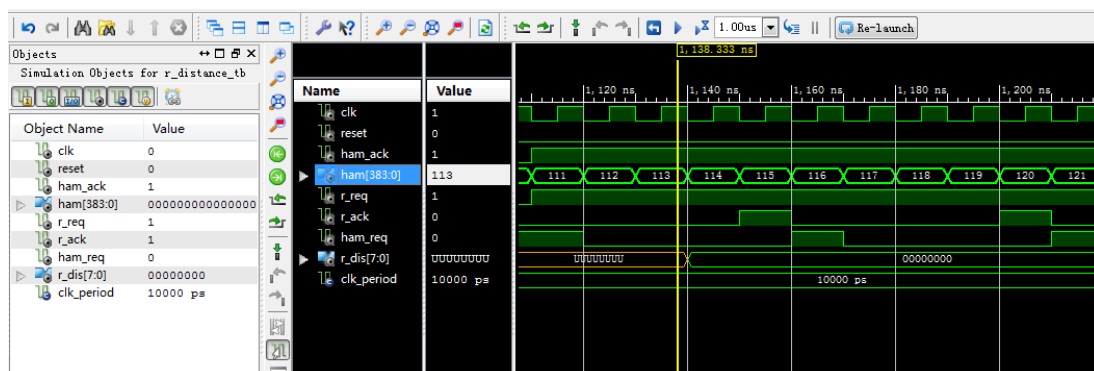 1.00us
Re-launch
Objects
Simulation Objects for r_distance_tb
Object Name Value
clk 0
reset 0
ham_ack 1
ham[383:0] 000000000000000
r_req 1
r_ack 1
ham_req 0
r_dis[7:0] 00000000
clk_period 10000 ps
1,138.333 ns
Name Value
1,120 ns 1,140 ns 1,160 ns 1,180 ns 1,200 ns
clk 1
reset 0
ham_ack 1
ham[383:0] 113 111 112 113 114 115 116 117 118 119 120 121
r_req 1
r_ack 0
ham_req 0
r_dis[7:0] UUUUUUUU UUUUUUUU 00000000
clk_period 10000 ps 10000 ps